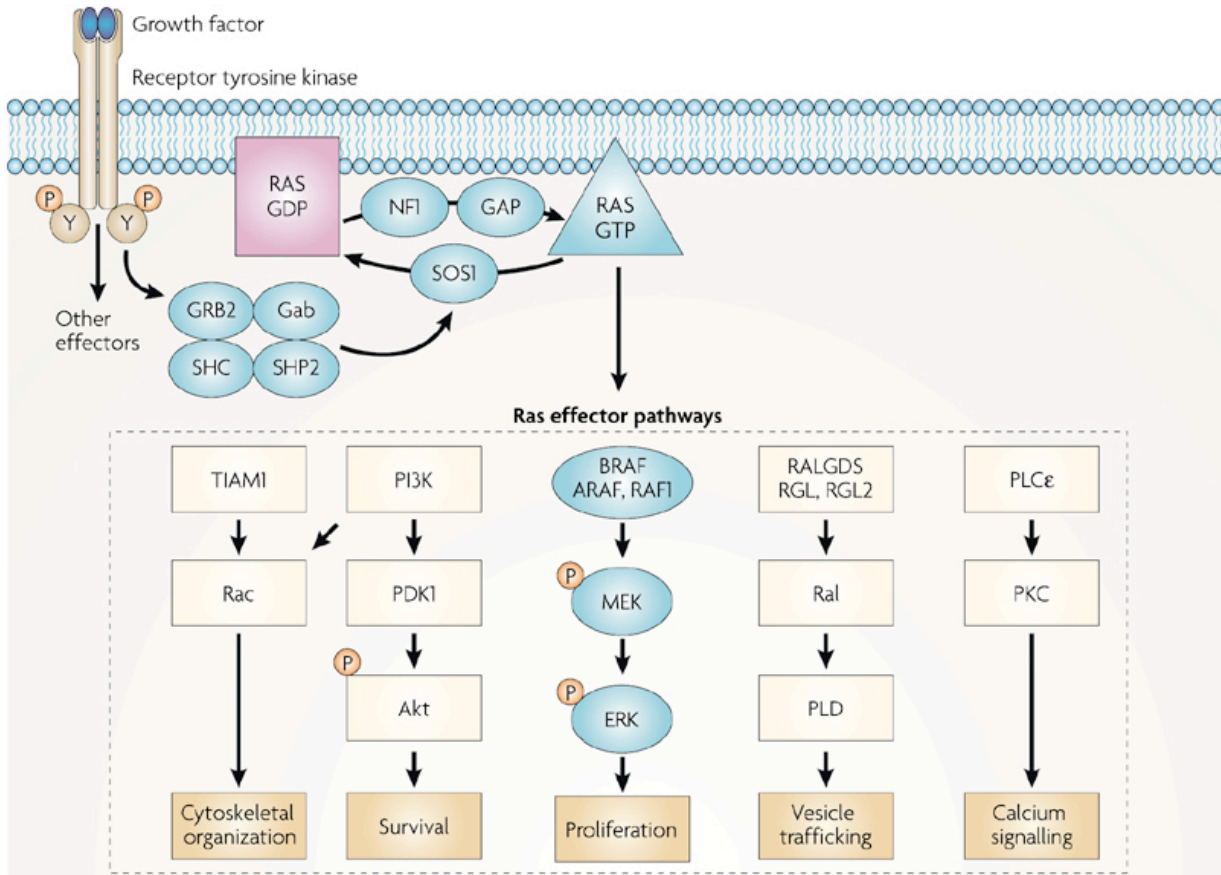 Growth factor
Receptor tyrosine kinase
P
P
Y
Y
RAS
GDP
NF1
GAP
RAS
GTP
SOS1
Other
effectors
GRB2
Gab
SHC
SHP2
Ras effector pathways
TIAM1
PI3K
BRAF
ARAF, RAF1
RALGDS
RGL, RGL2
PLCε
Rac
PDK1
P
MEK
Ral
PKC
P
Akt
P
ERK
PLD
Cytoskeletal
organization
Survival
Proliferation
Vesicle
trafficking
Calcium
signalling